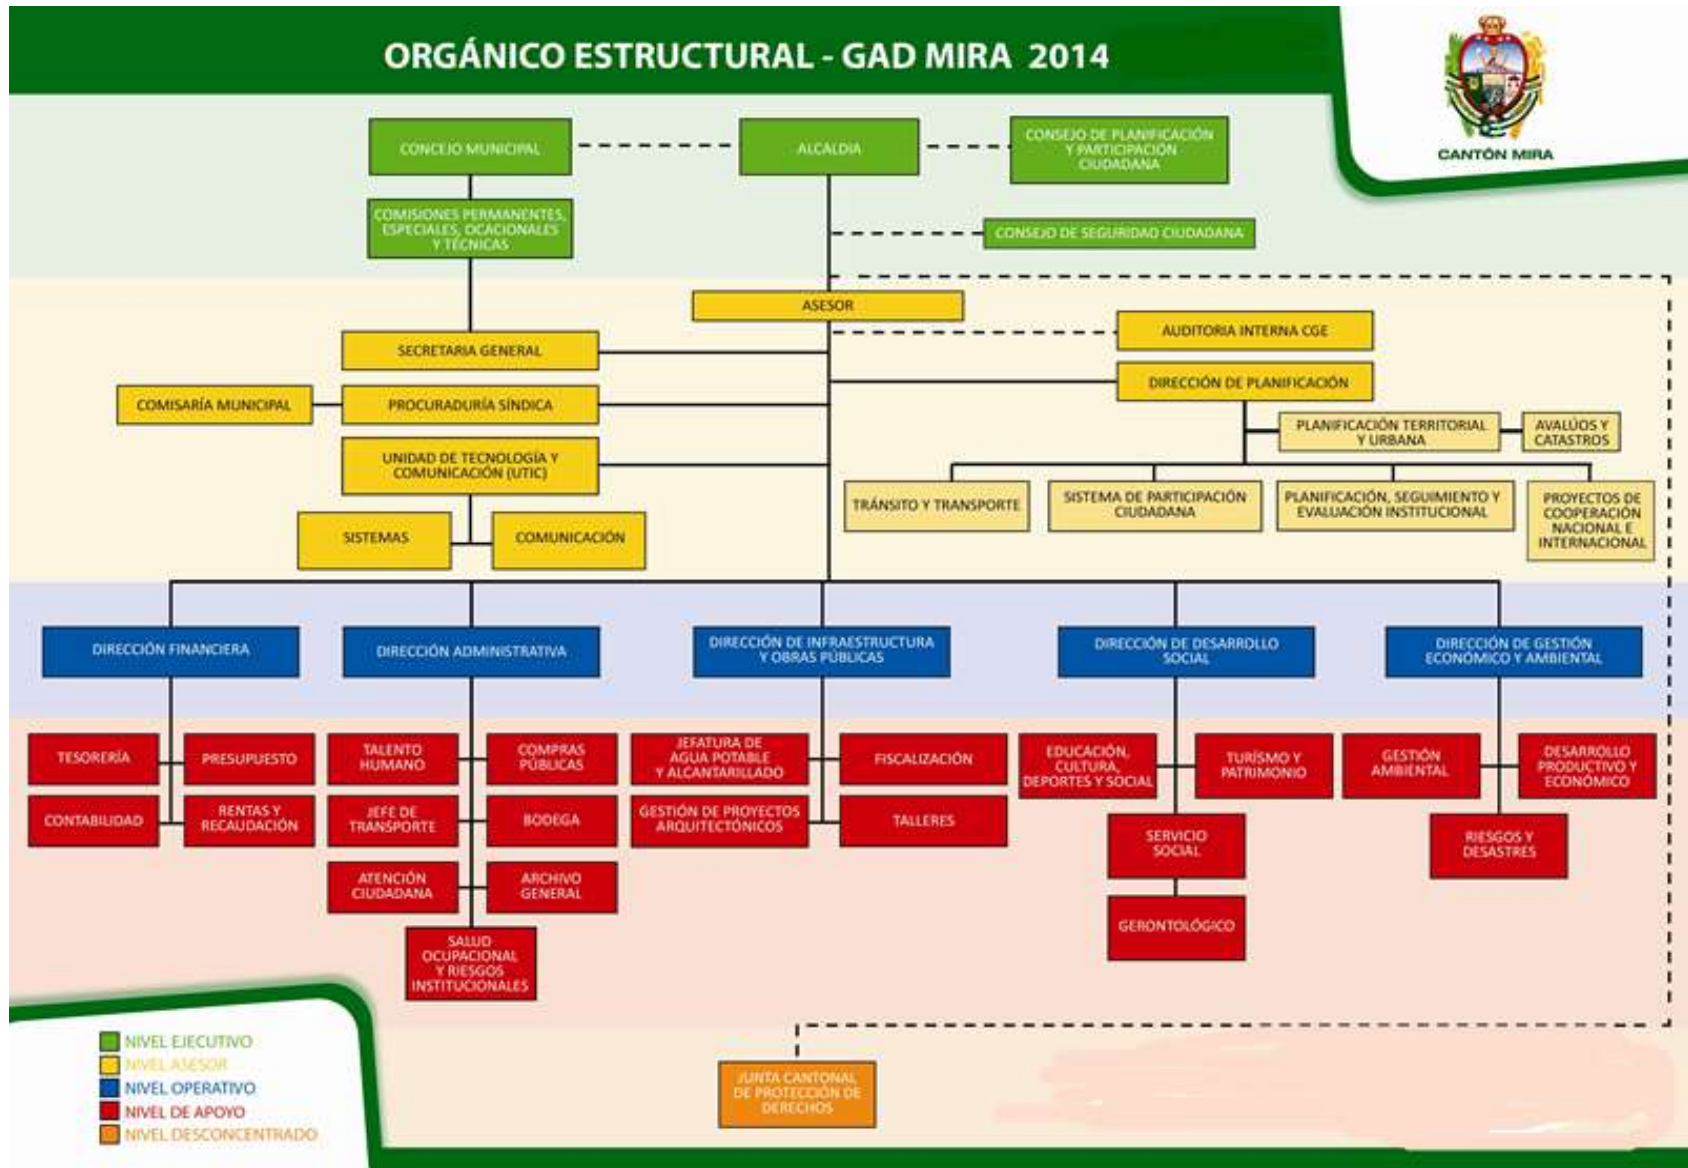 ORGÁNICO ESTRUCTURAL - GAD MIRA 2014
CANTÓN MIRA
CONCEJO MUNICIPAL
ALCALDIA
CONSEJO DE PLANIFICACIÓN
Y PARTICIPACIÓN
CIUDADANA
COMISIONES PERMANENTES,
ESPECIALES, OCACIONALES
Y TÉCNICAS
CONSEJO DE SEGURIDAD CIUDADANA
ASESOR
AUDITORIA INTERNA CGE
SECRETARIA GENERAL
DIRECCIÓN DE PLANIFICACIÓN
COMISARÍA MUNICIPAL
PROCURADURÍA SÍNDICA
PLANIFICACIÓN TERRITORIAL
Y URBANA
AVALÚOS Y
CATASTROS
UNIDAD DE TECNOLOGÍA Y
COMUNICACIÓN (UTIC)
TRÁNSITO Y TRANSPORTE
SISTEMA DE PARTICIPACIÓN
CIUDADANA
PLANIFICACIÓN, SEGUIMIENTO Y
EVALUACIÓN INSTITUCIONAL
PROYECTOS DE
COOPERACIÓN
NACIONAL E
INTERNACIONAL
SISTEMAS
COMUNICACIÓN
DIRECCIÓN FINANCIERA
DIRECCIÓN ADMINISTRATIVA
DIRECCIÓN DE INFRAESTRUCTURA
Y OBRAS PÚBLICAS
DIRECCIÓN DE DESARROLLO
SOCIAL
DIRECCIÓN DE GESTIÓN
ECONÓMICO Y AMBIENTAL
TESORERÍA
PRESUPUESTO
CONTABILIDAD
RENTAS Y
RECAUDACIÓN
TALENTO
HUMANO
COMPRAS
PÚBLICAS
JEFE DE
TRANSPORTE
BODEGA
ATENCIÓN
CIUDADANA
ARCHIVO
GENERAL
SALUD
OCUPACIONAL
Y RIESGOS
INSTITUCIONALES
JEFATURA DE
AGUA POTABLE
Y ALCANTARILLADO
FISCALIZACIÓN
GESTIÓN DE PROYECTOS
ARQUITECTÓNICOS
TALLERES
EDUCACIÓN,
CULTURA,
DEPORTES Y SOCIAL
TURÍSMO Y
PATRIMONIO
SERVICIO
SOCIAL
GERONTOLÓGICO
GESTIÓN
AMBIENTAL
DESARROLLO
PRODUCTIVO Y
ECONÓMICO
RIESGOS Y
DESASTRES
NIVEL EJECUTIVO
NIVEL ASESOR
NIVEL OPERATIVO
NIVEL DE APOYO
NIVEL DESCONCENTRADO
JUNTA CANTONAL
DE PROTECCIÓN DE
DERECHOS